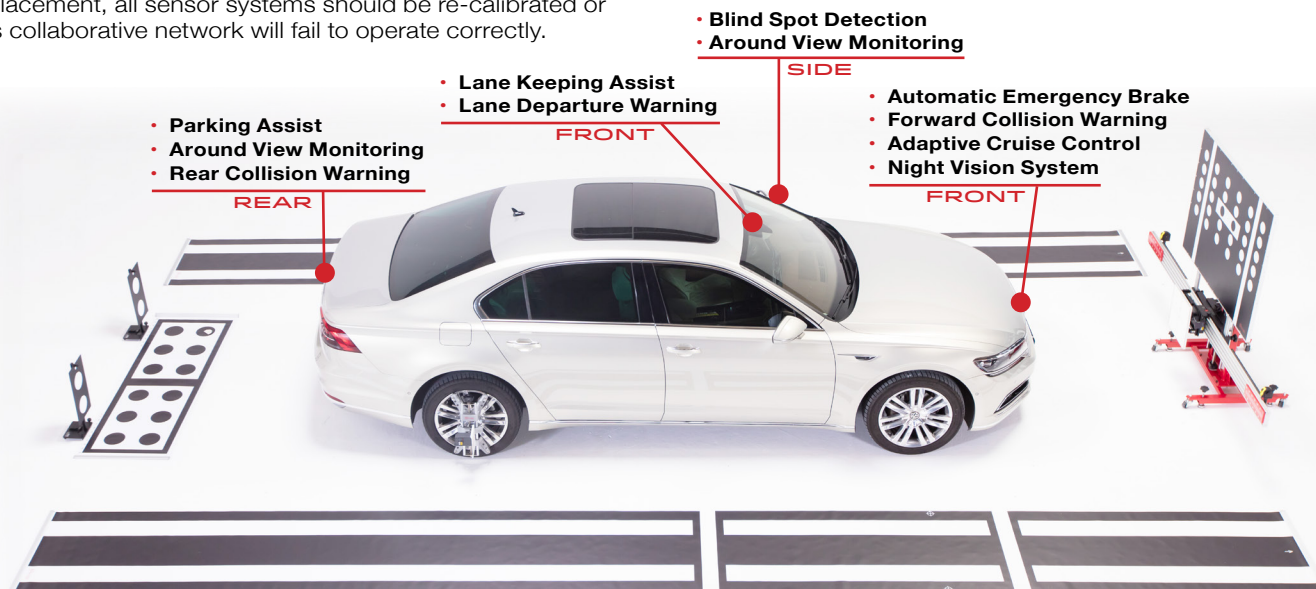 all sensor systems should be re-calibrated or
collaborative network will fail to operate correctly.
• Blind Spot Detection
• Around View Monitoring
SIDE
• Lane Keeping Assist
• Lane Departure Warning
FRONT
• Automatic Emergency Brake
• Forward Collision Warning
• Adaptive Cruise Control
• Night Vision System
FRONT
• Parking Assist
• Around View Monitoring
• Rear Collision Warning
REAR